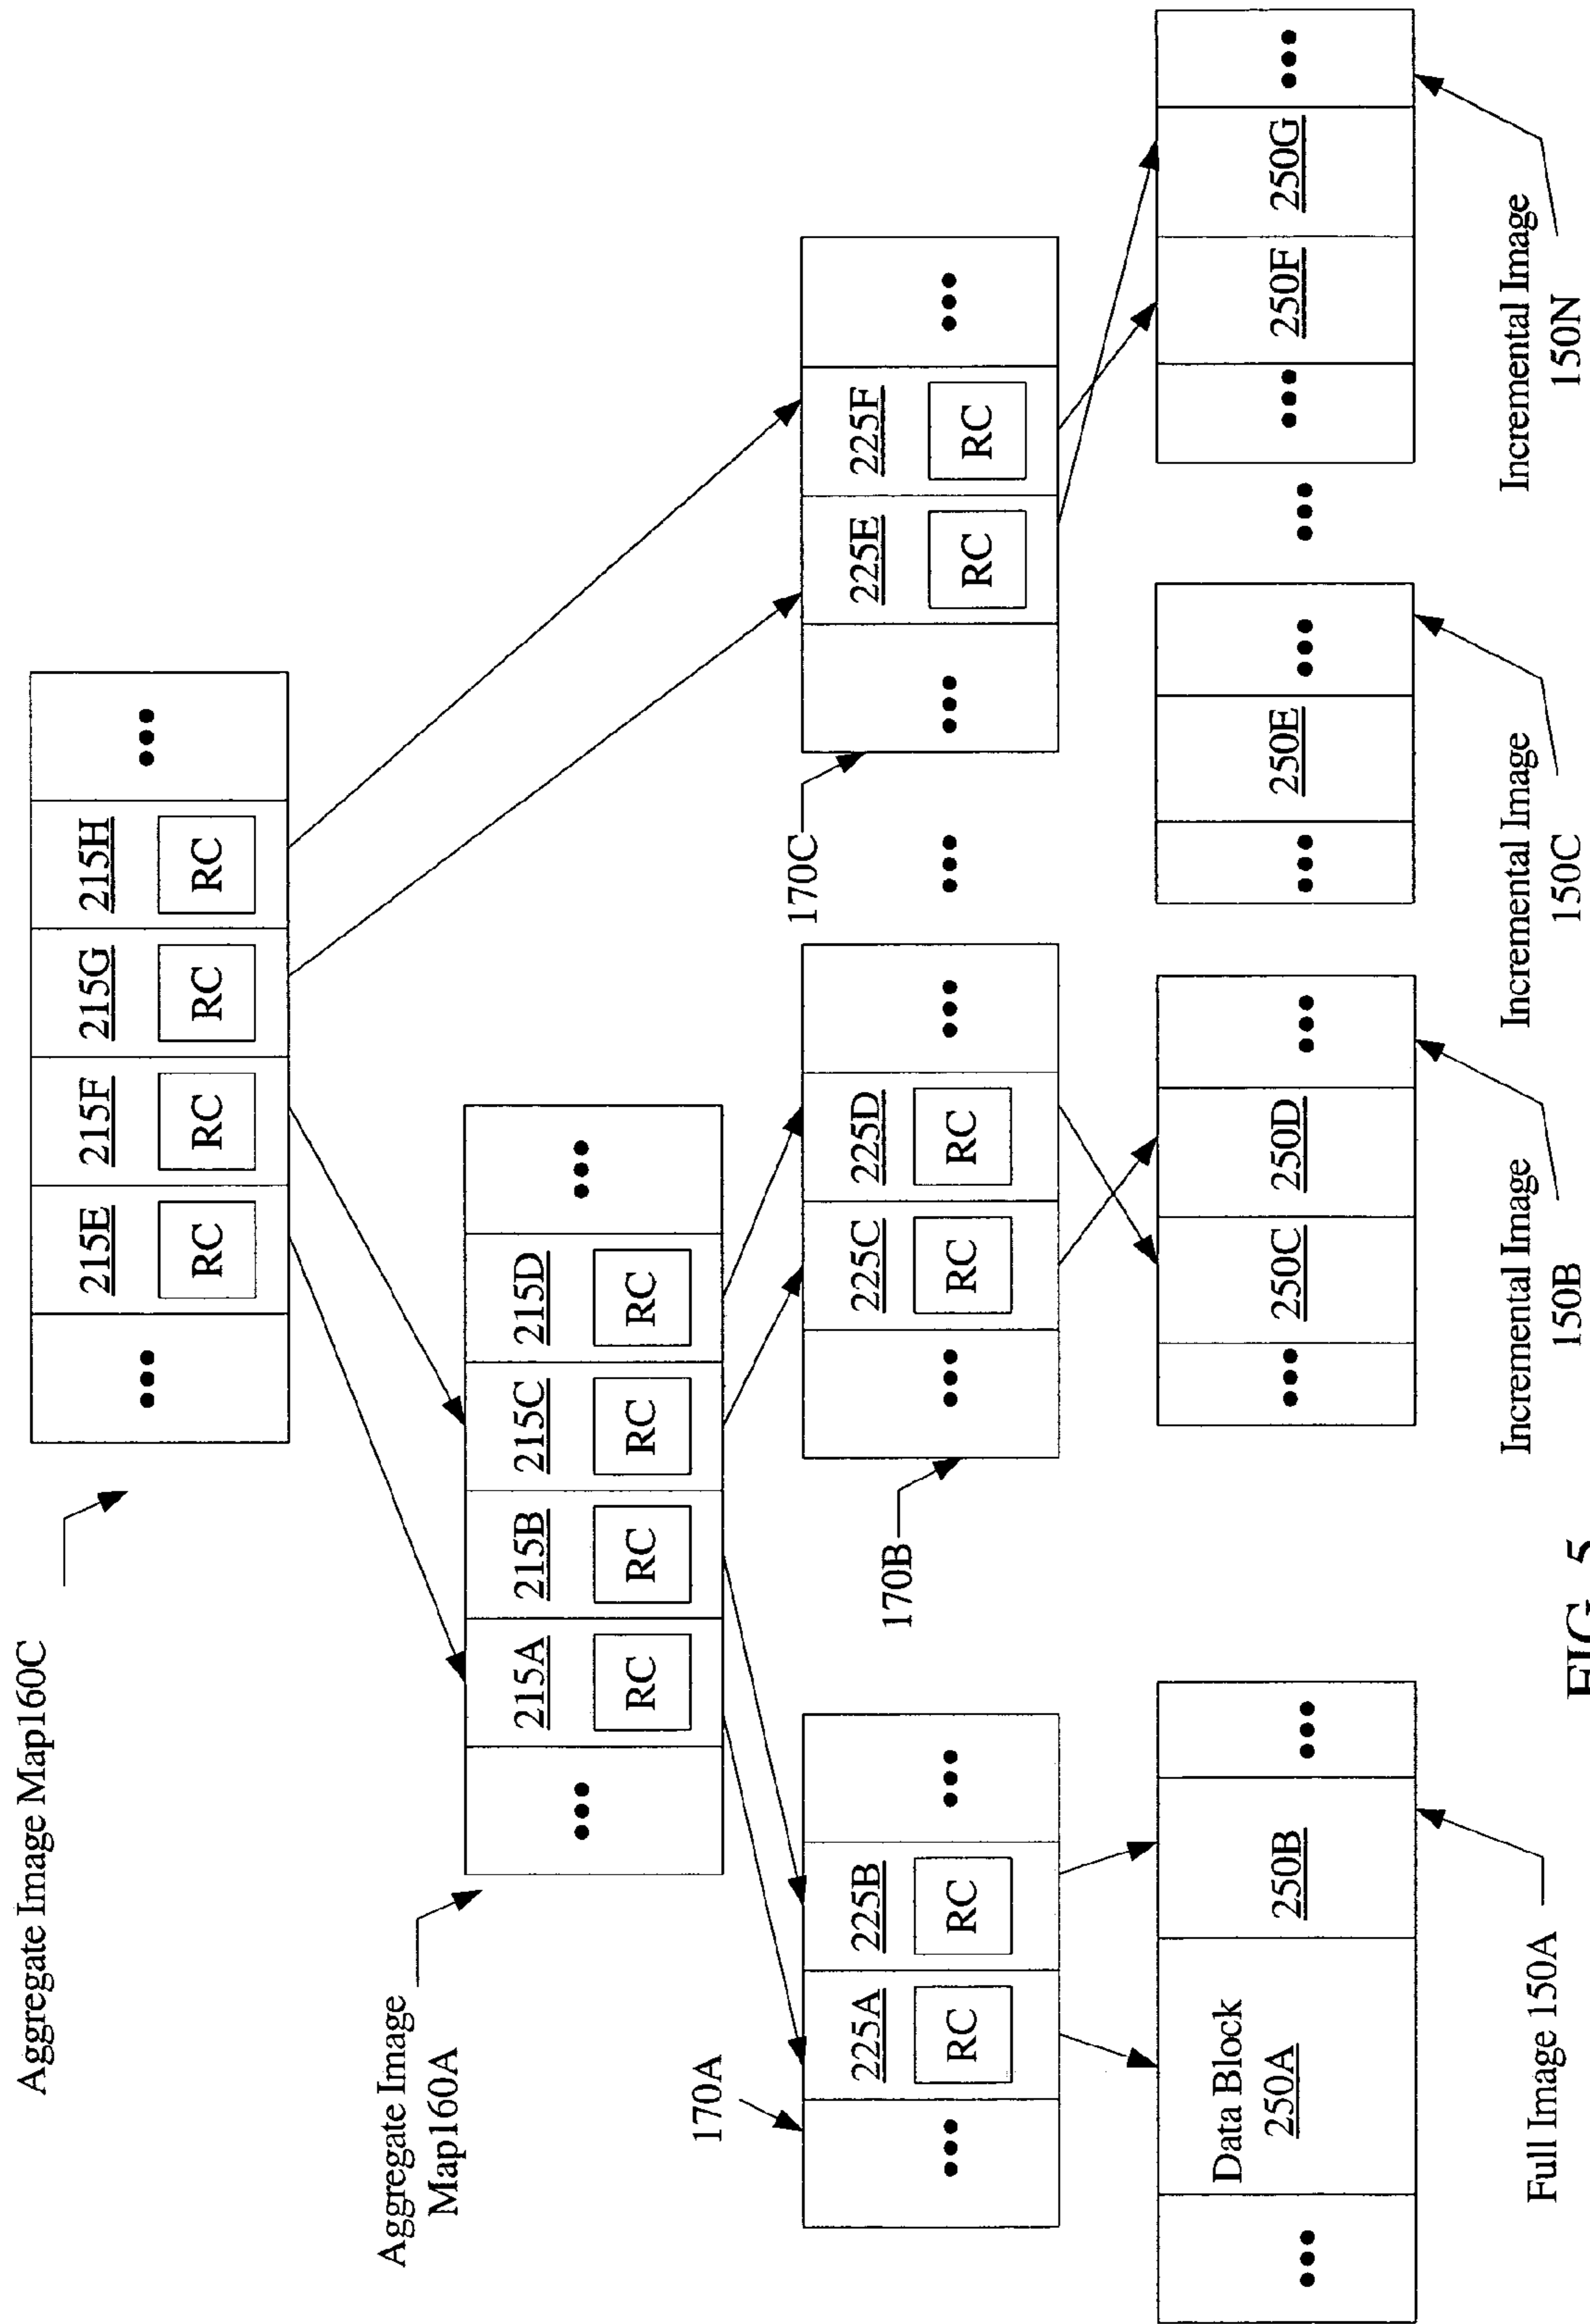 Aggregate Image Map160C
215E
215F
215G
215H
RC
RC
RC
RC
Aggregate Image
Map160A
215A
215B
215C
215D
RC
RC
RC
RC
170A
170B
170C
225A
225B
225C
225D
225E
225F
RC
RC
RC
RC
RC
RC
Data Block
250A
250B
250C
250D
250E
250F
250G
Full Image 150A
Incremental Image
150B
Incremental Image
150C
Incremental Image
150N
FIG. 5